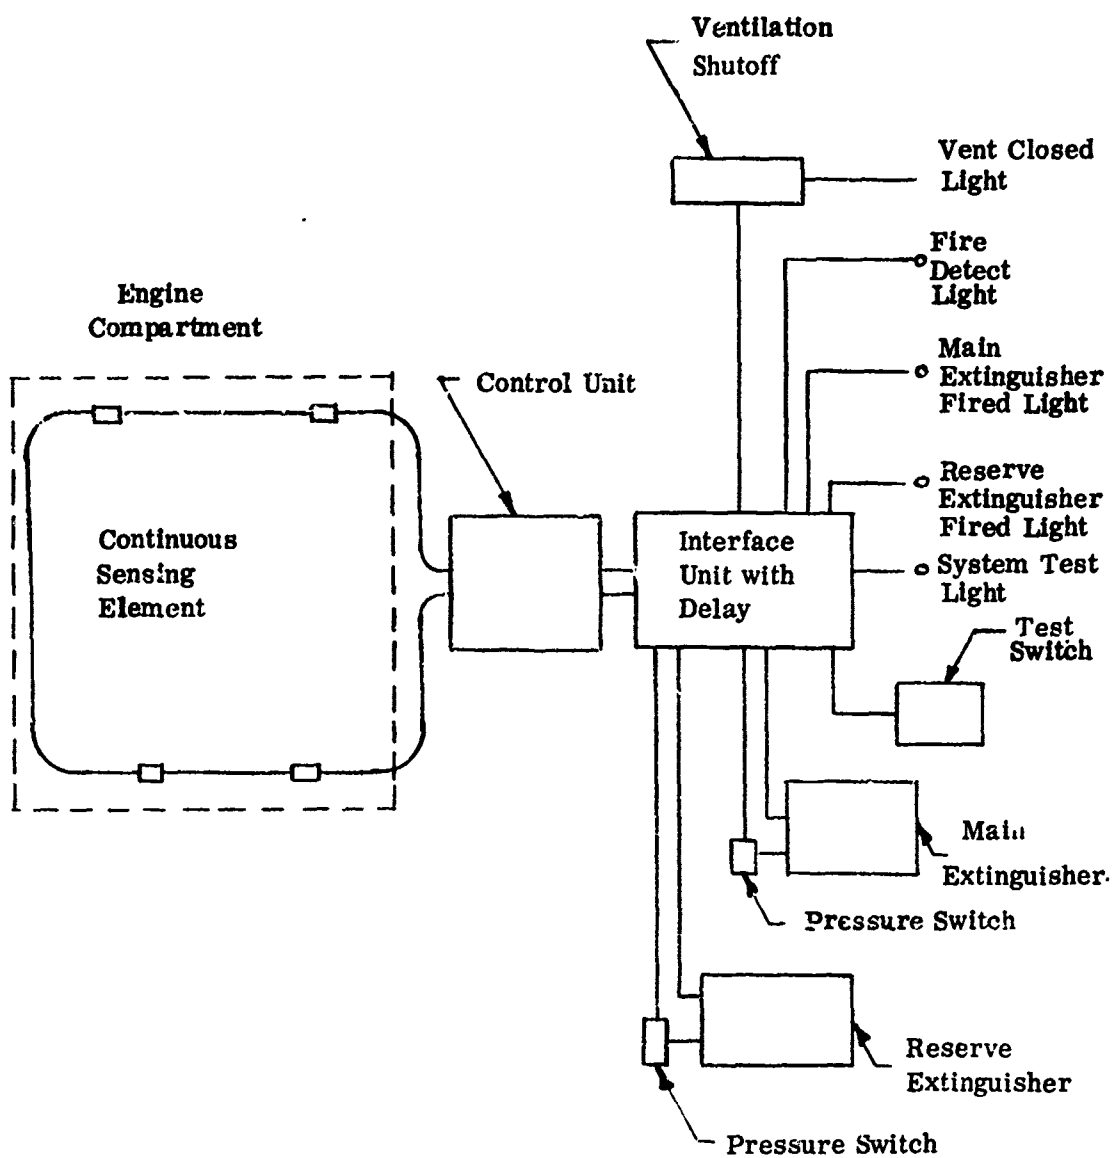 Ventilation
Shutoff
Vent Closed
Light
Fire
Detect
Light
Engine
Compartment
Main
Extinguisher
Fired Light
Control Unit
Reserve
Extinguisher
Fired Light
Continuous
Sensing
Element
Interface
Unit with
Delay
System Test
Light
Test
Switch
Main
Extinguisher
Pressure Switch
Reserve
Extinguisher
Pressure Switch